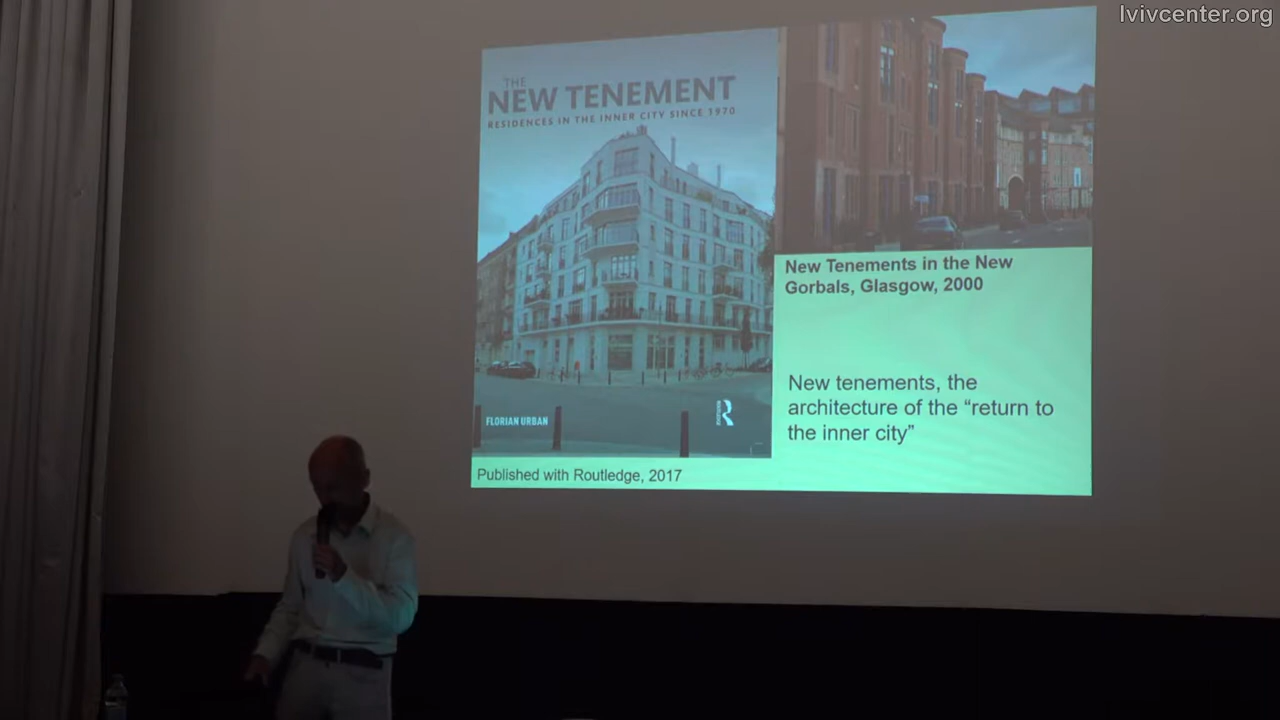 lvivcenter.org
THE
NEW TENEMENT
RESIDENCES IN THE INNER CITY SINCE 1970
FLORIAN URBAN
R
Published with Routledge, 2017
New Tenements in the New
Gorbals, Glasgow, 2000
New tenements, the
architecture of the “return to
the inner city”